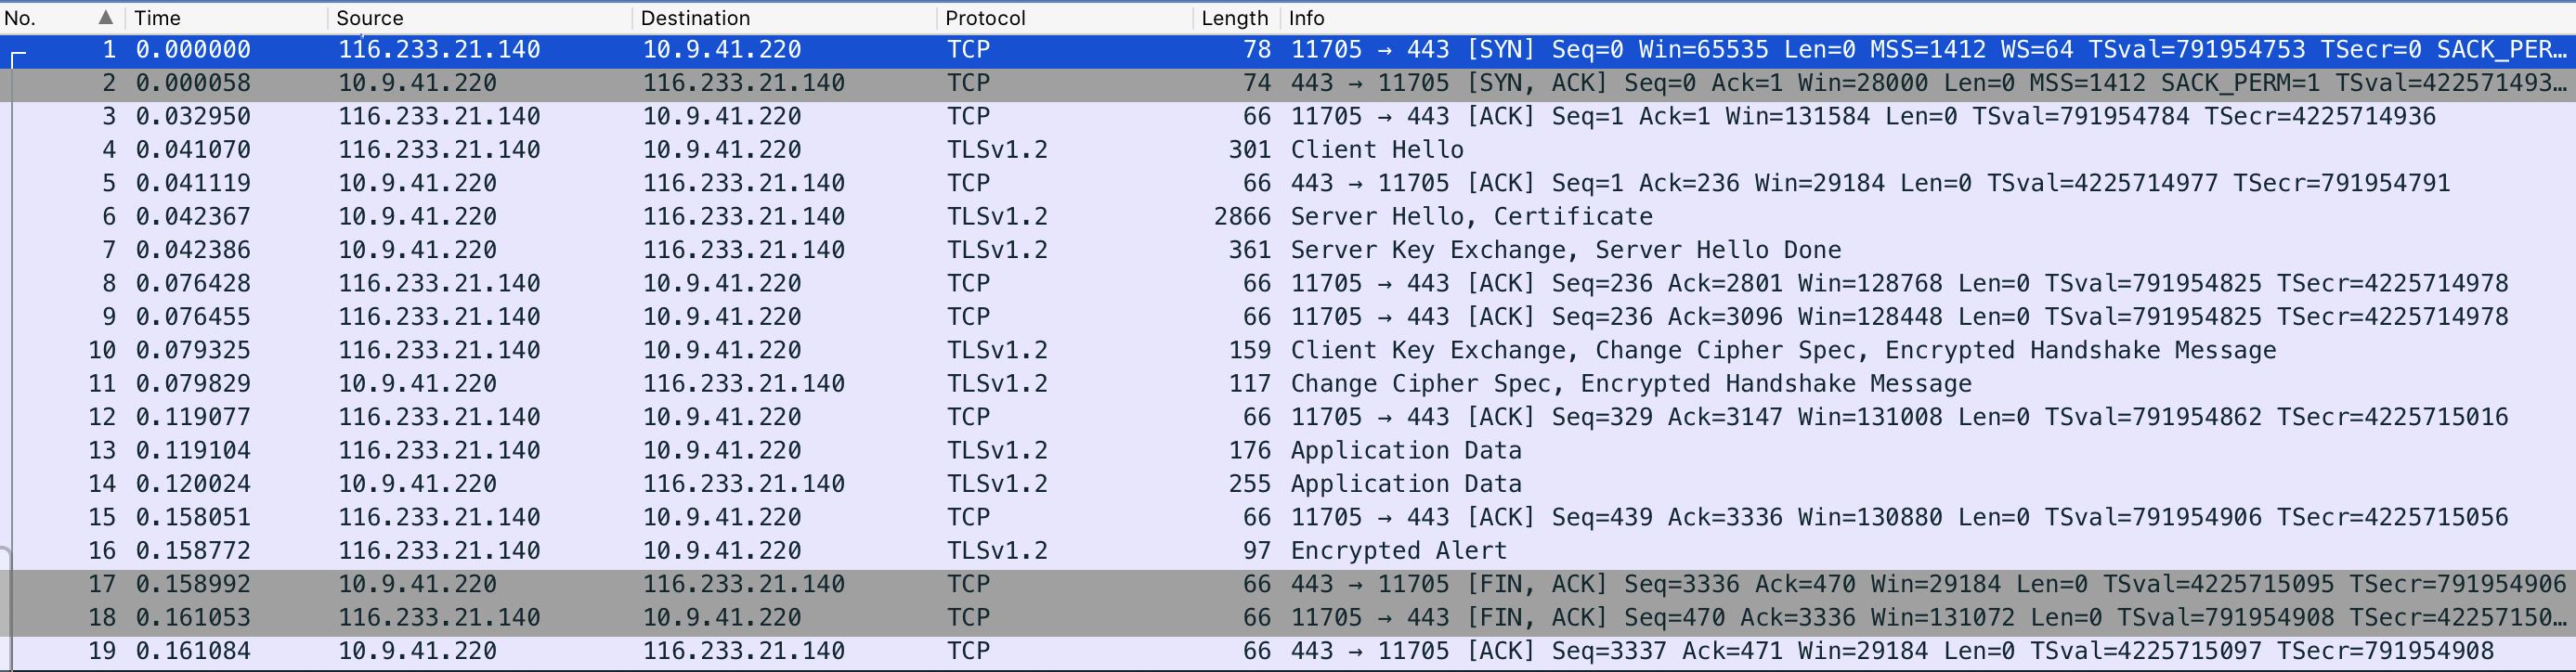 No. ▲ Time Source Destination Protocol Length Info
1 0.000000 116.233.21.140 10.9.41.220 TCP 78 11705 → 443 [SYN] Seq=0 Win=65535 Len=0 MSS=1412 WS=64 TSval=791954753 TSecr=0 SACK_PER…
2 0.000058 10.9.41.220 116.233.21.140 TCP 74 443 → 11705 [SYN, ACK] Seq=0 Ack=1 Win=28000 Len=0 MSS=1412 SACK_PERM=1 TSval=422571493…
3 0.032950 116.233.21.140 10.9.41.220 TCP 66 11705 → 443 [ACK] Seq=1 Ack=1 Win=131584 Len=0 TSval=791954784 TSecr=4225714936
4 0.041070 116.233.21.140 10.9.41.220 TLSv1.2 301 Client Hello
5 0.041119 10.9.41.220 116.233.21.140 TCP 66 443 → 11705 [ACK] Seq=1 Ack=236 Win=29184 Len=0 TSval=4225714977 TSecr=791954791
6 0.042367 10.9.41.220 116.233.21.140 TLSv1.2 2866 Server Hello, Certificate
7 0.042386 10.9.41.220 116.233.21.140 TLSv1.2 361 Server Key Exchange, Server Hello Done
8 0.076428 116.233.21.140 10.9.41.220 TCP 66 11705 → 443 [ACK] Seq=236 Ack=2801 Win=128768 Len=0 TSval=791954825 TSecr=4225714978
9 0.076455 116.233.21.140 10.9.41.220 TCP 66 11705 → 443 [ACK] Seq=236 Ack=3096 Win=128448 Len=0 TSval=791954825 TSecr=4225714978
10 0.079325 116.233.21.140 10.9.41.220 TLSv1.2 159 Client Key Exchange, Change Cipher Spec, Encrypted Handshake Message
11 0.079829 10.9.41.220 116.233.21.140 TLSv1.2 117 Change Cipher Spec, Encrypted Handshake Message
12 0.119077 116.233.21.140 10.9.41.220 TCP 66 11705 → 443 [ACK] Seq=329 Ack=3147 Win=131008 Len=0 TSval=791954862 TSecr=4225715016
13 0.119104 116.233.21.140 10.9.41.220 TLSv1.2 176 Application Data
14 0.120024 10.9.41.220 116.233.21.140 TLSv1.2 255 Application Data
15 0.158051 116.233.21.140 10.9.41.220 TCP 66 11705 → 443 [ACK] Seq=439 Ack=3336 Win=130880 Len=0 TSval=791954906 TSecr=4225715056
16 0.158772 116.233.21.140 10.9.41.220 TLSv1.2 97 Encrypted Alert
17 0.158992 10.9.41.220 116.233.21.140 TCP 66 443 → 11705 [FIN, ACK] Seq=3336 Ack=470 Win=29184 Len=0 TSval=4225715095 TSecr=791954906
18 0.161053 116.233.21.140 10.9.41.220 TCP 66 11705 → 443 [FIN, ACK] Seq=470 Ack=3336 Win=131072 Len=0 TSval=791954908 TSecr=42257150…
19 0.161084 10.9.41.220 116.233.21.140 TCP 66 443 → 11705 [ACK] Seq=3337 Ack=471 Win=29184 Len=0 TSval=4225715097 TSecr=791954908